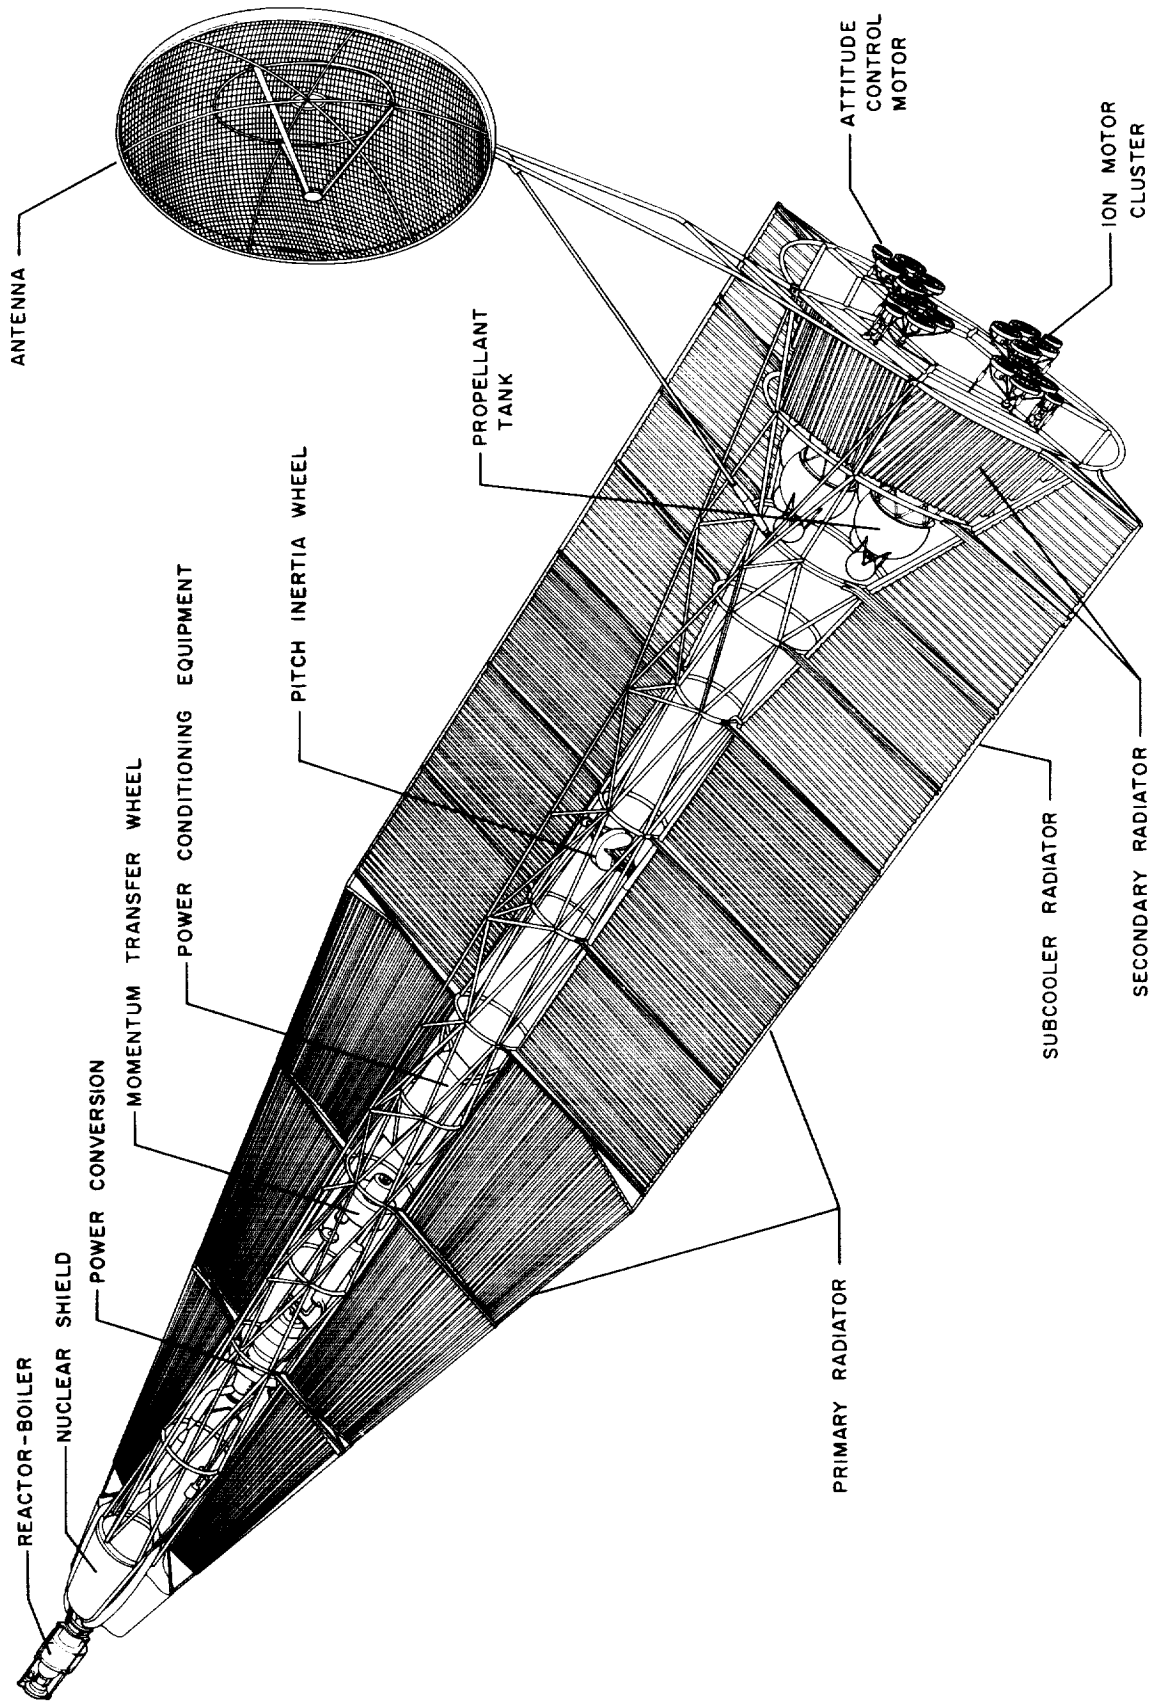 REACTOR-BOILER
NUCLEAR SHIELD
POWER CONVERSION
MOMENTUM TRANSFER WHEEL
POWER CONDITIONING EQUIPMENT
PITCH INERTIA WHEEL
PROPELLANT
TANK
ANTENNA
ATTITUDE
CONTROL
MOTOR
ION MOTOR
CLUSTER
PRIMARY RADIATOR
SUBCOOLER RADIATOR
SECONDARY RADIATOR